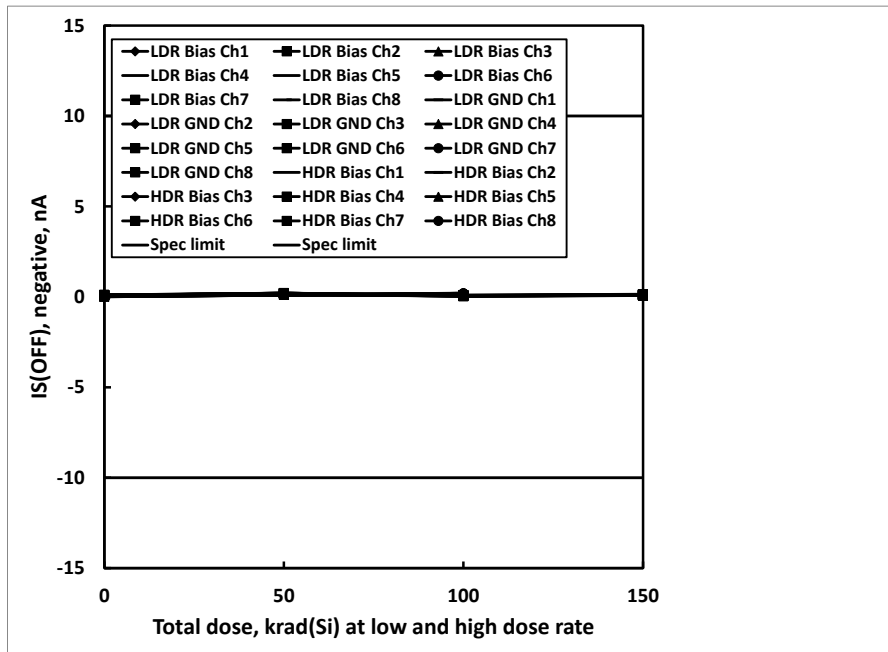 15
LDR Bias Ch1 LDR Bias Ch2 LDR Bias Ch3
LDR Bias Ch4 LDR Bias Ch5 LDR Bias Ch6
LDR Bias Ch7 LDR Bias Ch8 LDR GND Ch1
LDR GND Ch2 LDR GND Ch3 LDR GND Ch4
LDR GND Ch5 LDR GND Ch6 LDR GND Ch7
LDR GND Ch8 HDR Bias Ch1 HDR Bias Ch2
HDR Bias Ch3 HDR Bias Ch4 HDR Bias Ch5
HDR Bias Ch6 HDR Bias Ch7 HDR Bias Ch8
Spec limit Spec limit
10
5
0
-5
-10
-15
IS(OFF), negative, nA
0 50 100 150
Total dose, krad(Si) at low and high dose rate